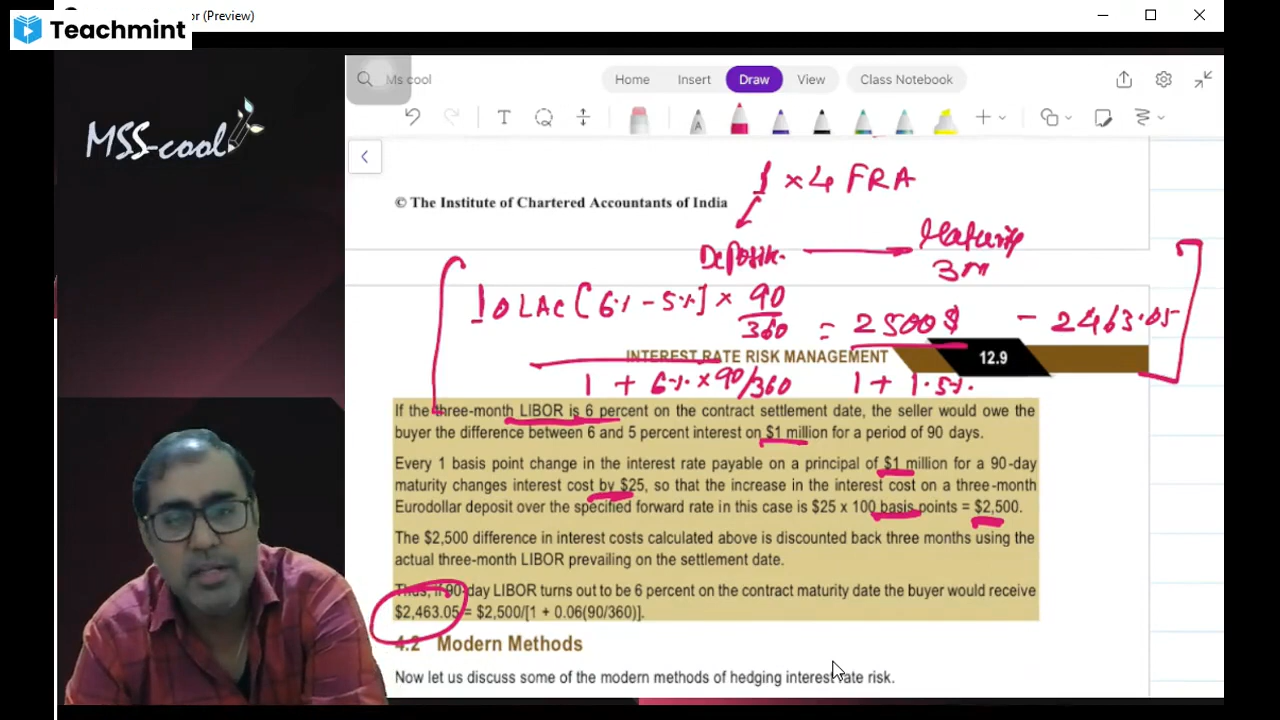 or (Preview)
Teachmint
Ms cool
Home Insert Draw View Class Notebook
MSS-cool
1 × 4 FRA
© The Institute of Chartered Accountants of India
Deposite Maturity
3m
10 LAC [6% - 5%] × 90/360 = 2500$ - 2463.05
INTEREST RATE RISK MANAGEMENT 12.9
1 + 6% × 90/360 1 + 1.5%
If the three-month LIBOR is 6 percent on the contract settlement date, the seller would owe the
buyer the difference between 6 and 5 percent interest on $1 million for a period of 90 days.
Every 1 basis point change in the interest rate payable on a principal of $1 million for a 90-day
maturity changes interest cost by $25, so that the increase in the interest cost on a three-month
Eurodollar deposit over the specified forward rate in this case is $25 x 100 basis points = $2,500.
The $2,500 difference in interest costs calculated above is discounted back three months using the
actual three-month LIBOR prevailing on the settlement date.
Thus, if 90-day LIBOR turns out to be 6 percent on the contract maturity date the buyer would receive
$2,463.05 = $2,500/[1 + 0.06(90/360)].
4.2 Modern Methods
Now let us discuss some of the modern methods of hedging interest rate risk.